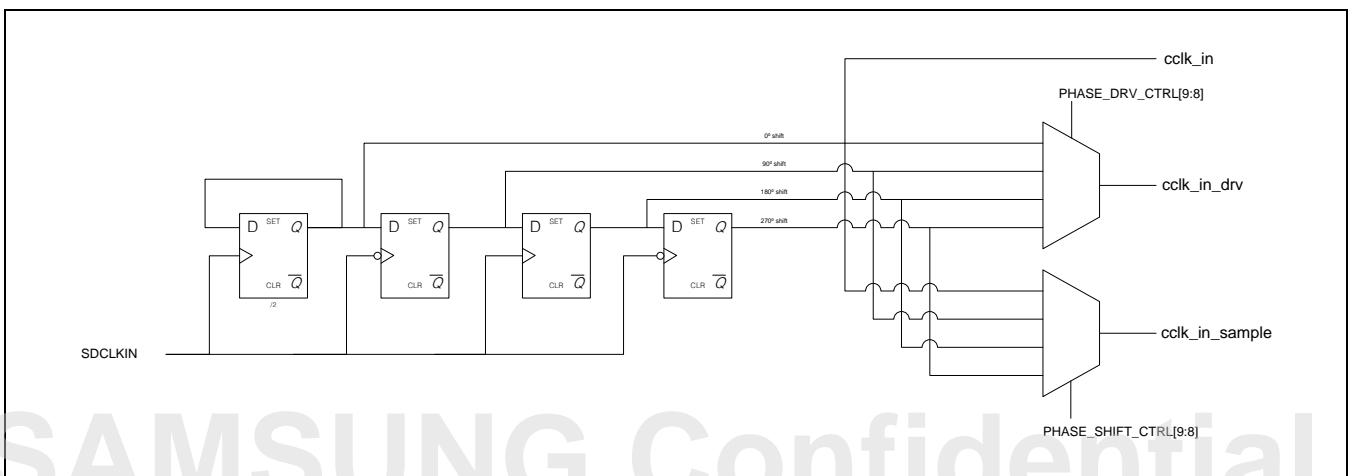 cclk_in
PHASE_DRV_CTRL[9:8]
0º shift
90º shift
cclk_in_drv
180º shift
270º shift
D SET Q
CLR Q
/2
D SET Q
CLR Q
D SET Q
CLR Q
D SET Q
CLR Q
cclk_in_sample
SDCLKIN
PHASE_SHIFT_CTRL[9:8]
SAMSUNG Confidential